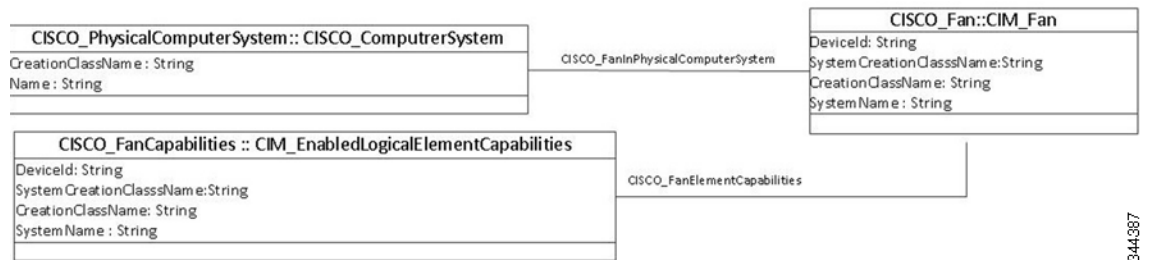 CISCO_PhysicalComputerSystem:: CISCO_ComputrerSystem
CreationClassName : String
Name : String
CISCO_FanInPhysicalComputerSystem
CISCO_Fan::CIM_Fan
DeviceId: String
SystemCreationClasssName:String
CreationClassName: String
SystemName : String
CISCO_FanCapabilities :: CIM_EnabledLogicalElementCapabilities
DeviceId: String
SystemCreationClasssName:String
CreationClassName: String
SystemName : String
CISCO_FanElementCapabilities
344387